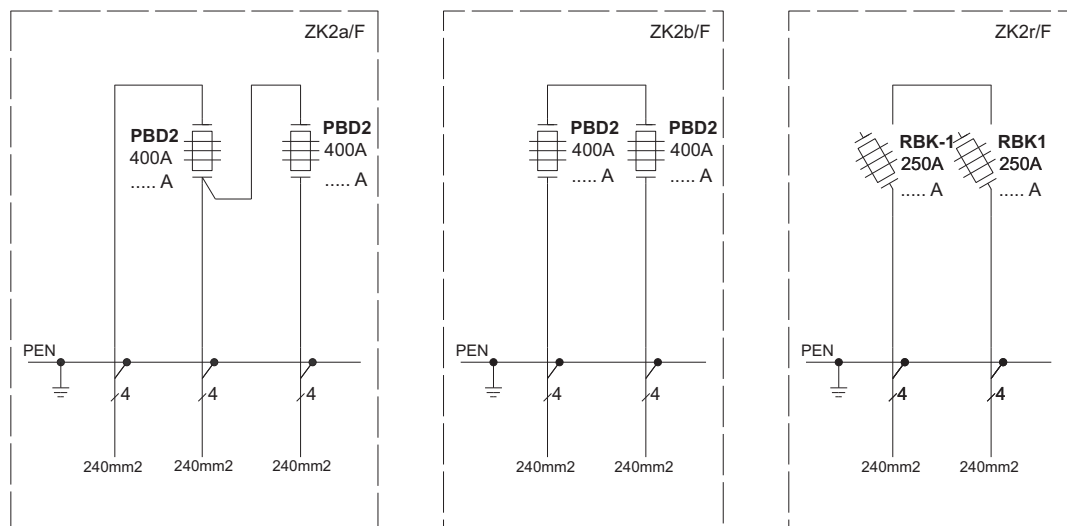 ZK2a/F
PBD2
400A
..... A
PBD2
400A
..... A
PEN
4
4
4
240mm2
240mm2
240mm2
ZK2b/F
PBD2
400A
..... A
PBD2
400A
..... A
PEN
4
4
240mm2
240mm2
ZK2r/F
RBK-1
250A
..... A
RBK1
250A
..... A
PEN
4
4
240mm2
240mm2